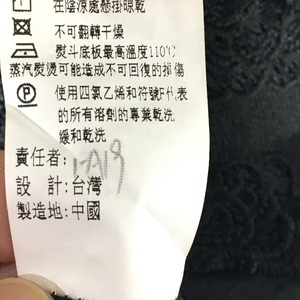 在陰涼處懸掛晾乾
不可翻轉干燥
熨斗底板最高溫度110℃
蒸汽熨燙可能造成不可回復的損傷
P
使用四氯乙烯和符號F代表
的所有溶劑的專業乾洗
緩和乾洗
責任者:
設 計:台灣
製造地:中國